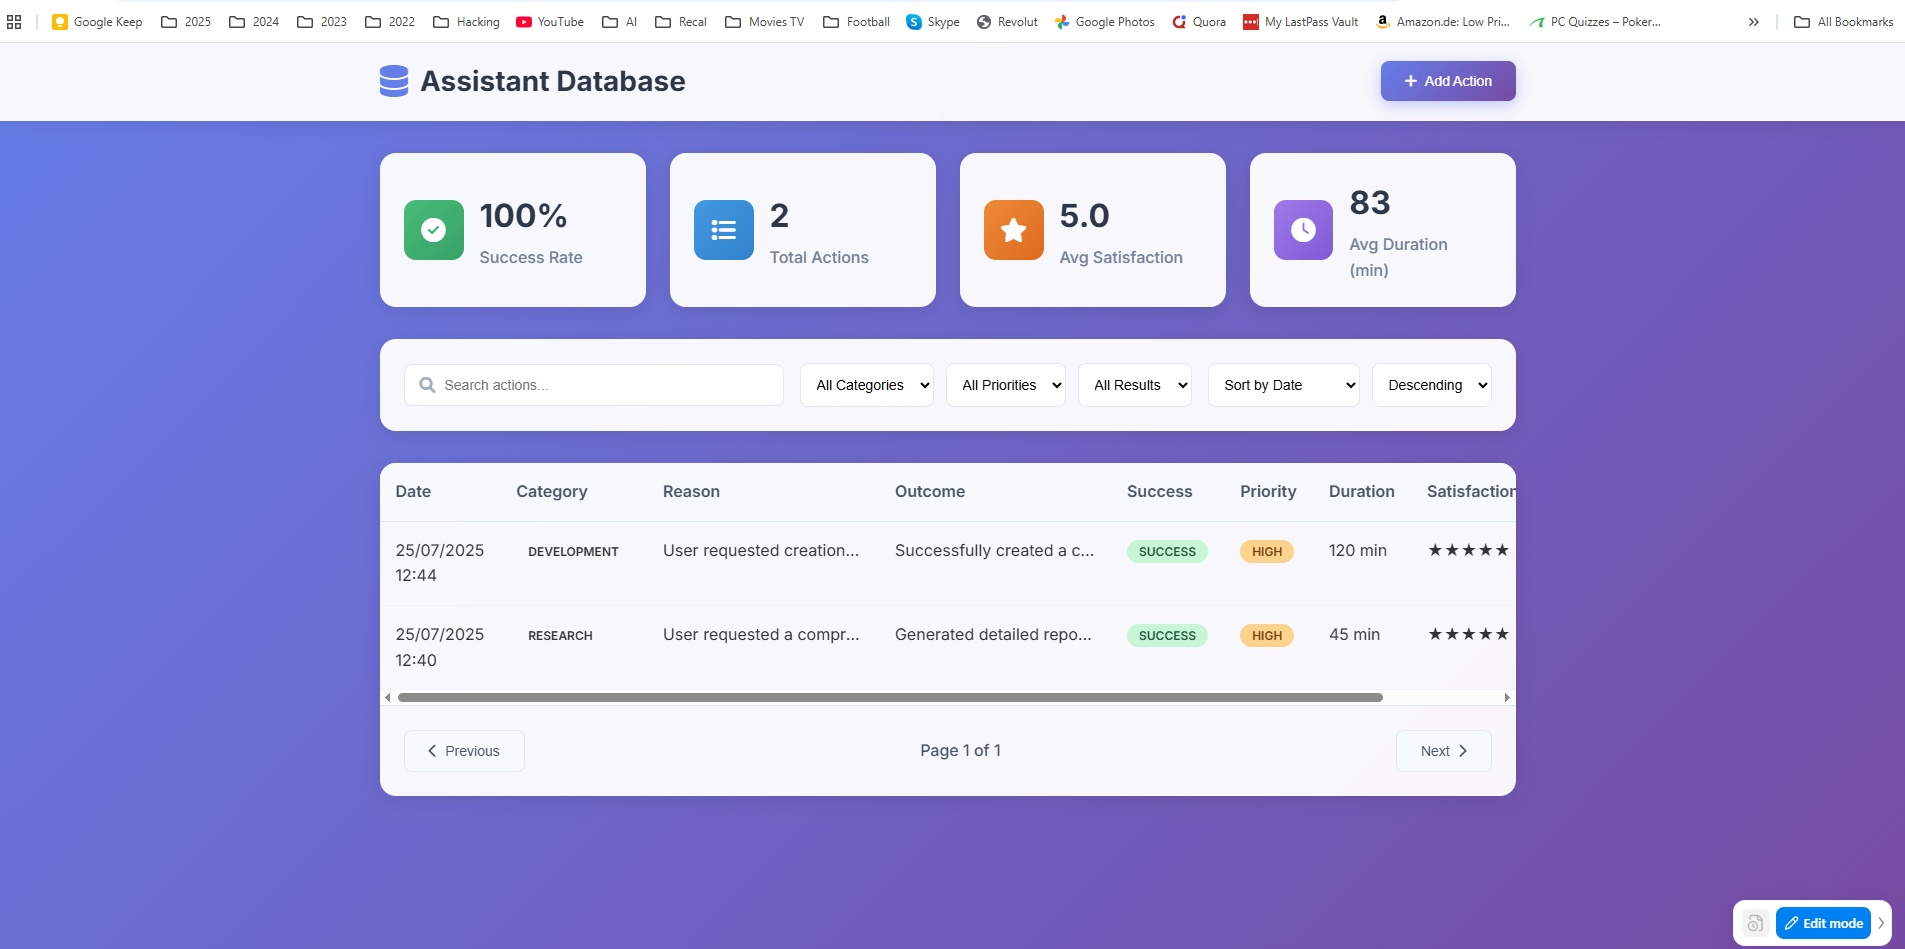 Google Keep 2025 2024 2023 2022 Hacking YouTube AI Recal Movies TV Football Skype Revolut Google Photos Quora My LastPass Vault Amazon.de: Low Pri... PC Quizzes – Poker... All Bookmarks
Assistant Database
+ Add Action
100%
Success Rate
2
Total Actions
5.0
Avg Satisfaction
83
Avg Duration
(min)
Search actions... All Categories All Priorities All Results Sort by Date Descending
Date Category Reason Outcome Success Priority Duration Satisfaction
25/07/2025 DEVELOPMENT User requested creation... Successfully created a c... SUCCESS HIGH 120 min ★★★★★
12:44
25/07/2025 RESEARCH User requested a compr... Generated detailed repo... SUCCESS HIGH 45 min ★★★★★
12:40
Previous Page 1 of 1 Next
Edit mode